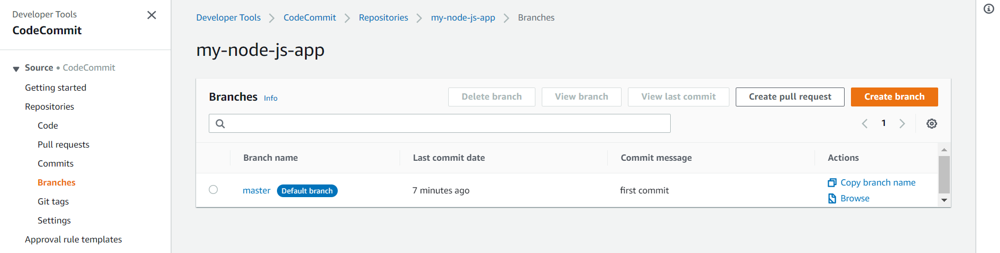 Developer Tools
CodeCommit
Source • CodeCommit
Getting started
Repositories
Code
Pull requests
Commits
Branches
Git tags
Settings
Approval rule templates
Developer Tools CodeCommit Repositories my-node-js-app Branches
my-node-js-app
Branches Info Delete branch View branch View last commit Create pull request Create branch
1
Branch name Last commit date Commit message Actions
master Default branch 7 minutes ago first commit Copy branch name
Browse